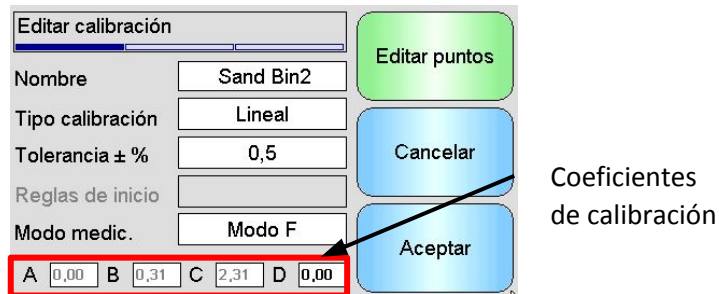 Editar calibración
Nombre Sand Bin2
Tipo calibración Lineal
Tolerancia ± % 0,5
Reglas de inicio
Modo medic. Modo F
A 0,00 B 0,31 C 2,31 D 0,00
Editar puntos
Cancelar
Aceptar
Coeficientes
de calibración